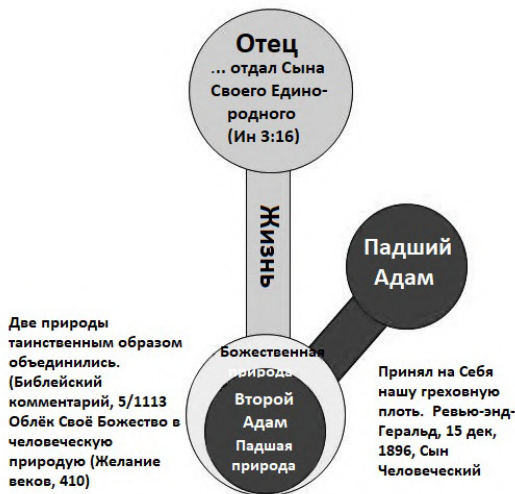 Отец
... отдал Сына
Своего Едино-
родного
(Ин 3:16)
Жизнь
Падший
Адам
Две природы
таинственным образом
объединились.
(Библейский
комментарий, 5/1113
Облёк Своё Божество в
человеческую
природую (Желание
веков, 410)
Божественная
природа
Второй
Адам
Падшая
природа
Принял на Себя
нашу греховную
плоть. Ревью-энд-
Геральд, 15 дек,
1896, Сын
Человеческий